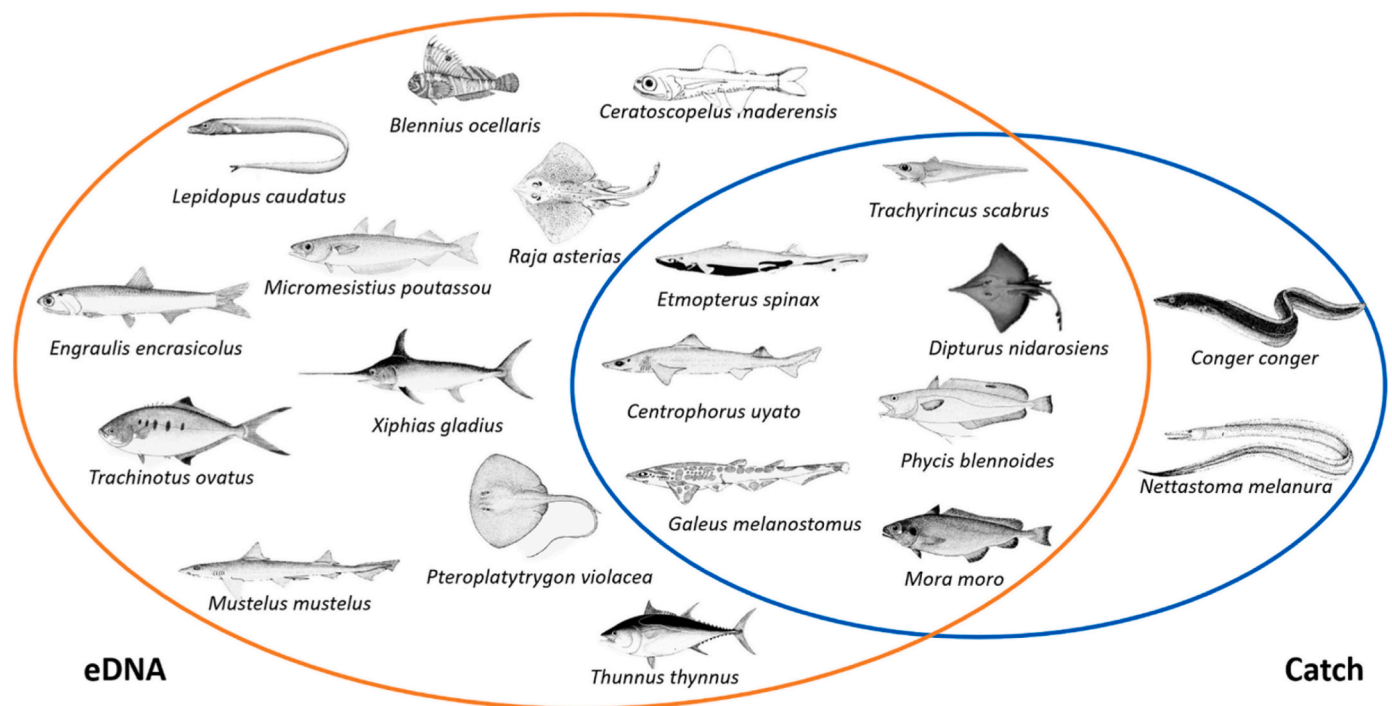 Blennius ocellaris
Ceratoscopelus maderensis
Lepidopus caudatus
Trachyrincus scabrus
Raja asterias
Micromesistius poutassou
Etmopterus spinax
Engraulis encrasicolus
Dipturus nidarosiens
Conger conger
Centrophorus uyato
Xiphias gladius
Phycis blennoides
Trachinotus ovatus
Nettastoma melanura
Galeus melanostomus
Pteroplatytrygon violacea
Mora moro
Mustelus mustelus
Thunnus thynnus
eDNA
Catch